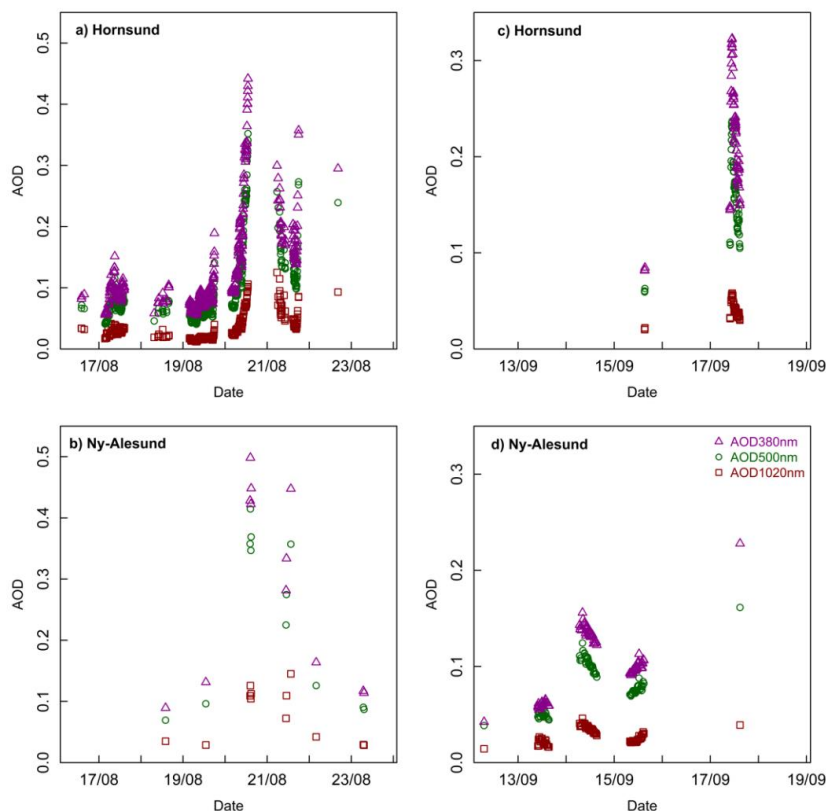 a) Hornsund
AOD
0.5
0.4
0.3
0.2
0.1
0.0
17/08 19/08 21/08 23/08
Date
c) Hornsund
AOD
0.3
0.2
0.1
0.0
13/09 15/09 17/09 19/09
Date
b) Ny-Alesund
AOD
0.5
0.4
0.3
0.2
0.1
0.0
17/08 19/08 21/08 23/08
Date
d) Ny-Alesund
AOD380nm
AOD500nm
AOD1020nm
AOD
0.3
0.2
0.1
0.0
13/09 15/09 17/09 19/09
Date